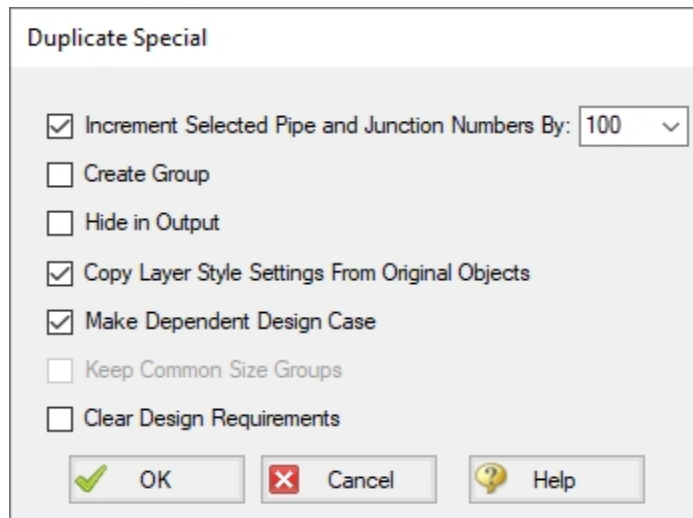 Duplicate Special
Increment Selected Pipe and Junction Numbers By: 100
Create Group
Hide in Output
Copy Layer Style Settings From Original Objects
Make Dependent Design Case
Keep Common Size Groups
Clear Design Requirements
OK Cancel Help